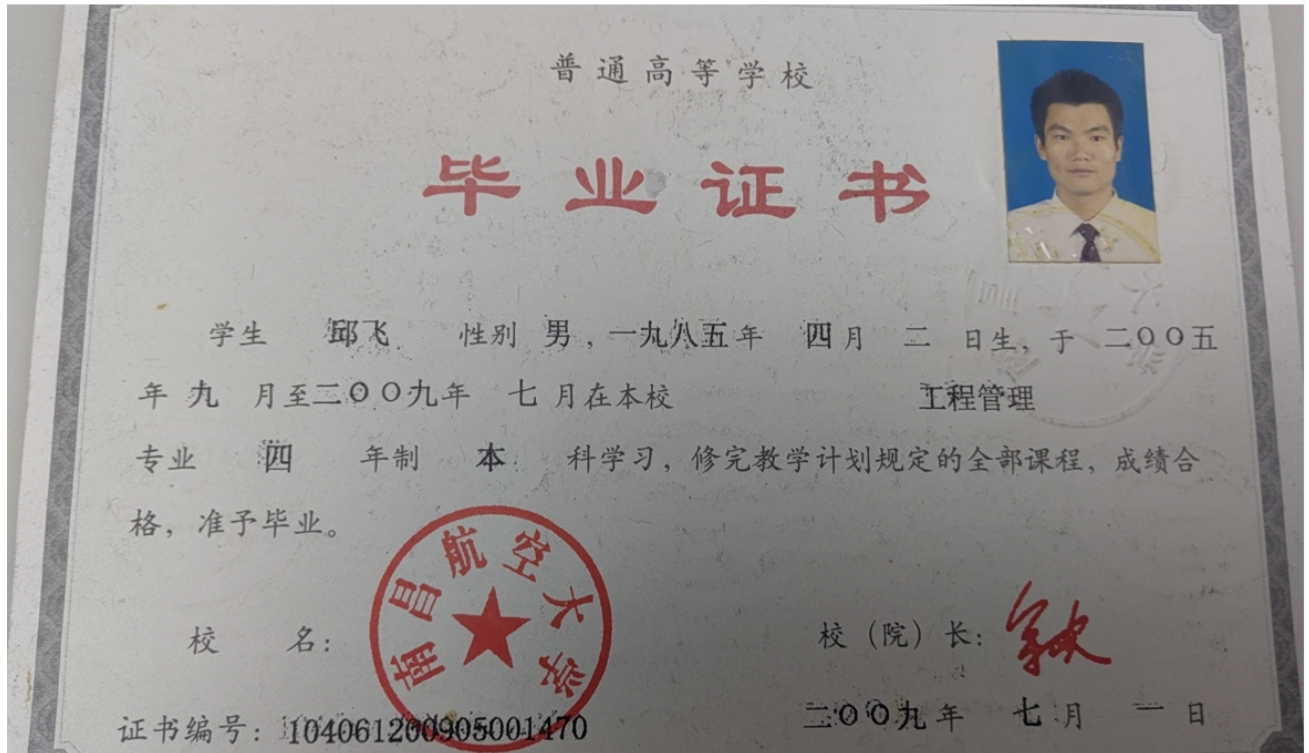 普通高等学校
毕业证书
学生 邱飞 性别 男，一九八五年 四月 二 日生，于 二〇〇五
年 九 月至二〇〇九年 七 月在本校 工程管理
专业 四 年制 本 科学习，修完教学计划规定的全部课程，成绩合
格，准予毕业。
南昌航空大学
校 名：
校（院）长：
证书编号：104061200905001470
二〇〇九年 七月 一 日